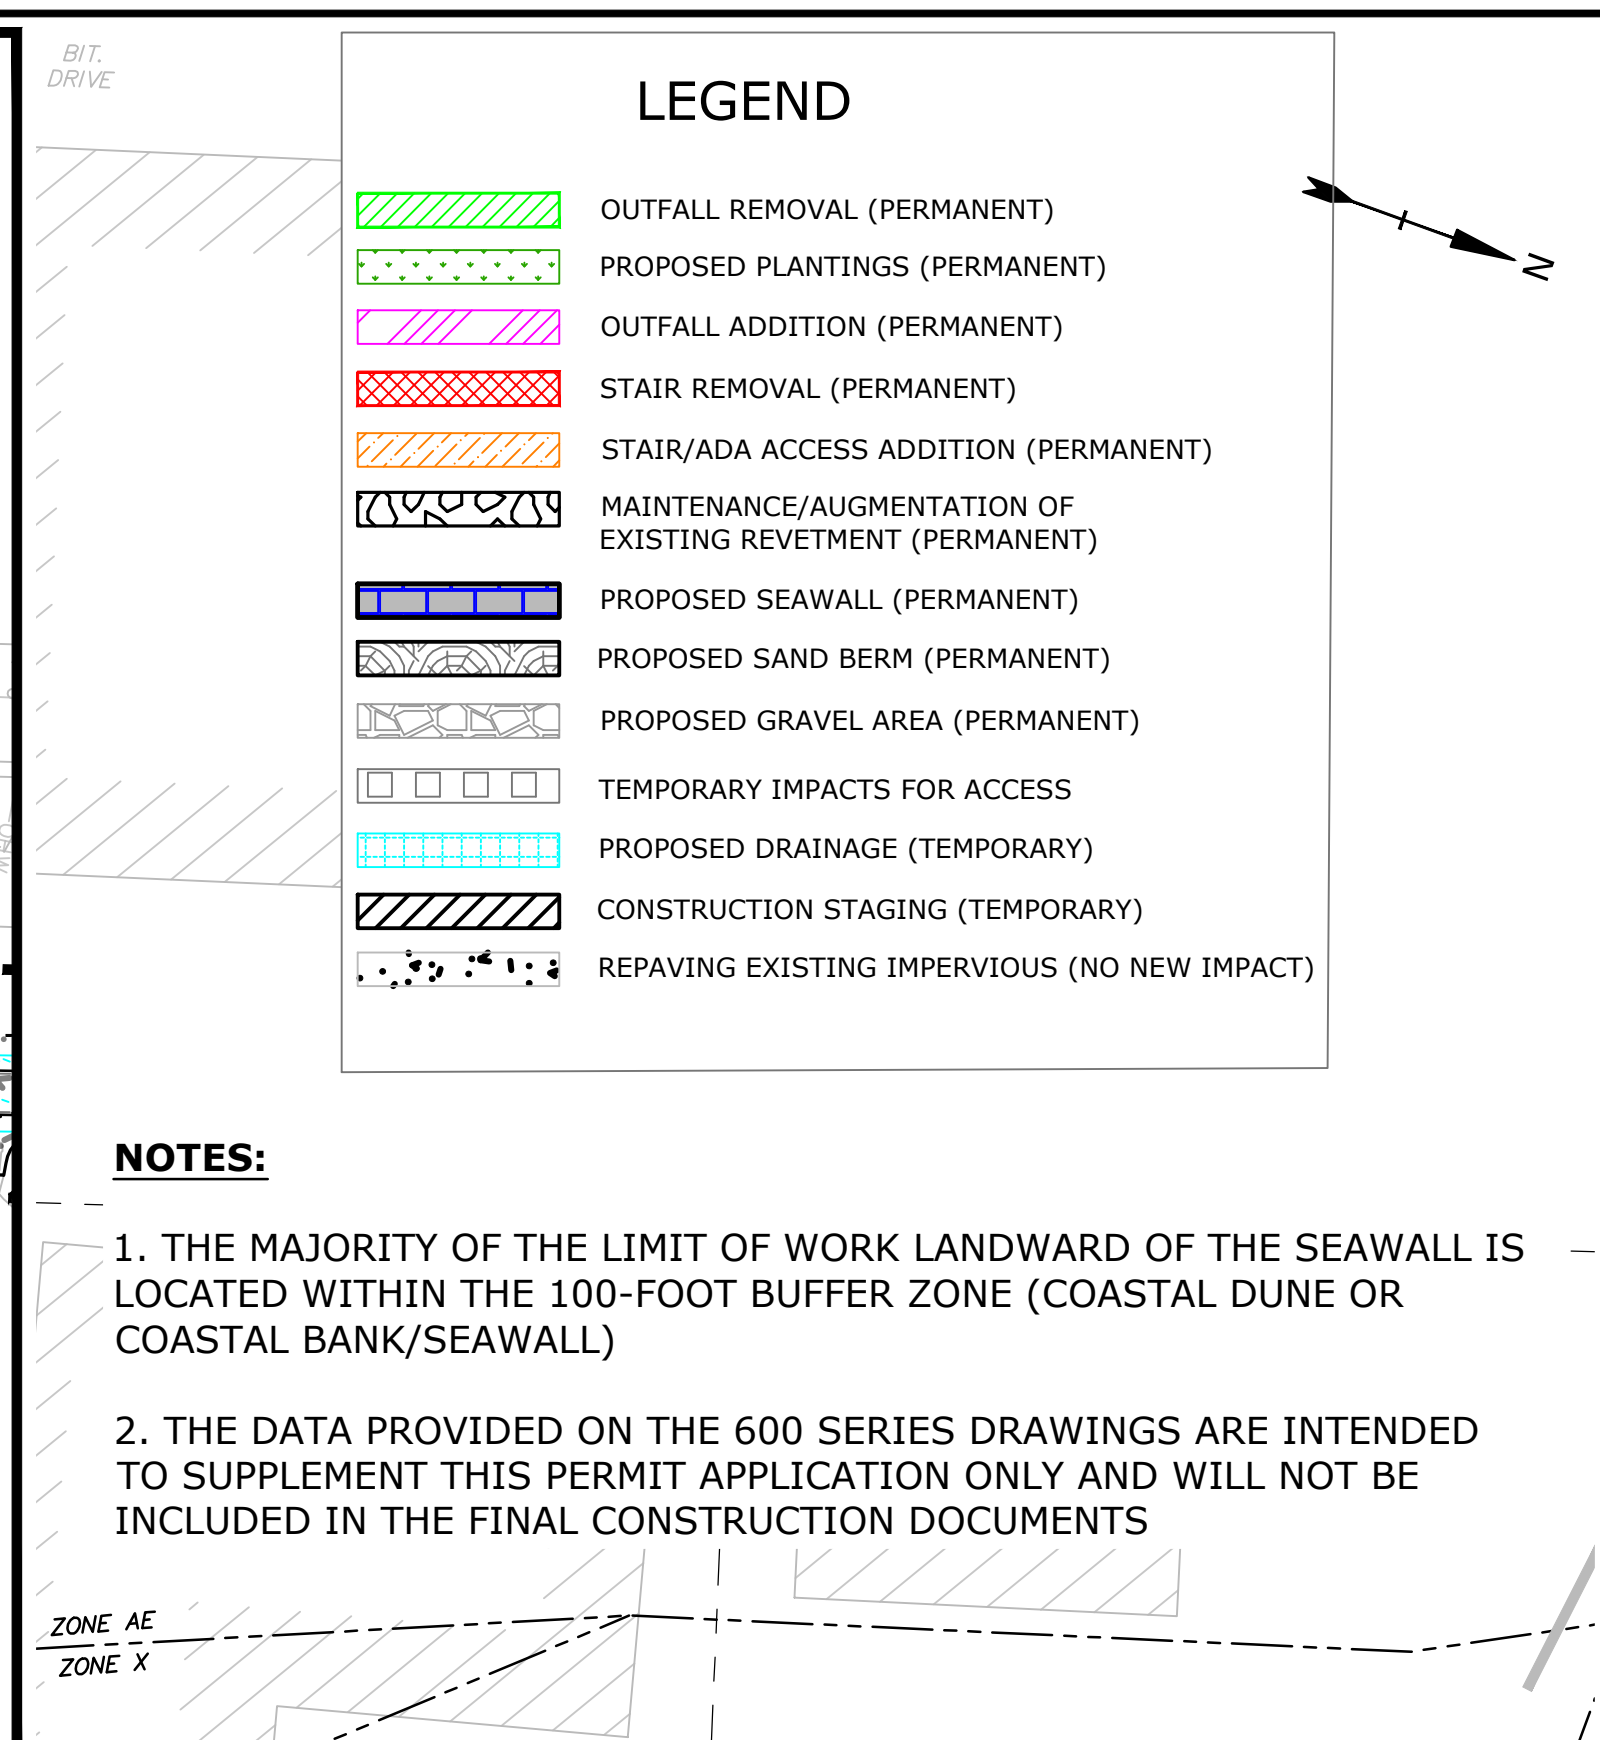 BIT.
DRIVE
LEGEND
OUTFALL REMOVAL (PERMANENT)
PROPOSED PLANTINGS (PERMANENT)
OUTFALL ADDITION (PERMANENT)
STAIR REMOVAL (PERMANENT)
STAIR/ADA ACCESS ADDITION (PERMANENT)
MAINTENANCE/AUGMENTATION OF
EXISTING REVETMENT (PERMANENT)
PROPOSED SEAWALL (PERMANENT)
PROPOSED SAND BERM (PERMANENT)
PROPOSED GRAVEL AREA (PERMANENT)
TEMPORARY IMPACTS FOR ACCESS
PROPOSED DRAINAGE (TEMPORARY)
CONSTRUCTION STAGING (TEMPORARY)
REPAVING EXISTING IMPERVIOUS (NO NEW IMPACT)
N
NOTES:
1. THE MAJORITY OF THE LIMIT OF WORK LANDWARD OF THE SEAWALL IS
LOCATED WITHIN THE 100-FOOT BUFFER ZONE (COASTAL DUNE OR
COASTAL BANK/SEAWALL)
2. THE DATA PROVIDED ON THE 600 SERIES DRAWINGS ARE INTENDED
TO SUPPLEMENT THIS PERMIT APPLICATION ONLY AND WILL NOT BE
INCLUDED IN THE FINAL CONSTRUCTION DOCUMENTS
ZONE AE
ZONE X